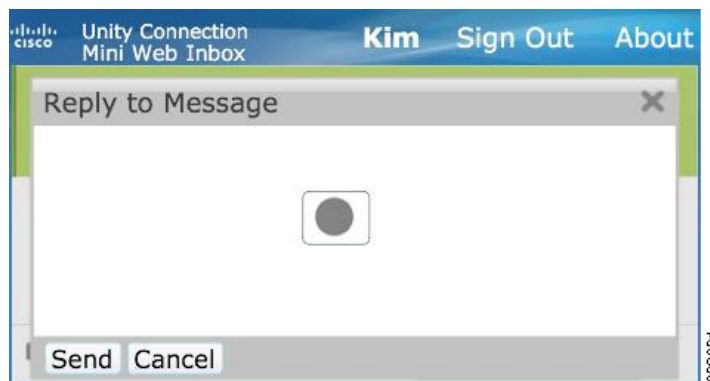 cisco
Unity Connection
Mini Web Inbox
Kim Sign Out About
Reply to Message
Send Cancel